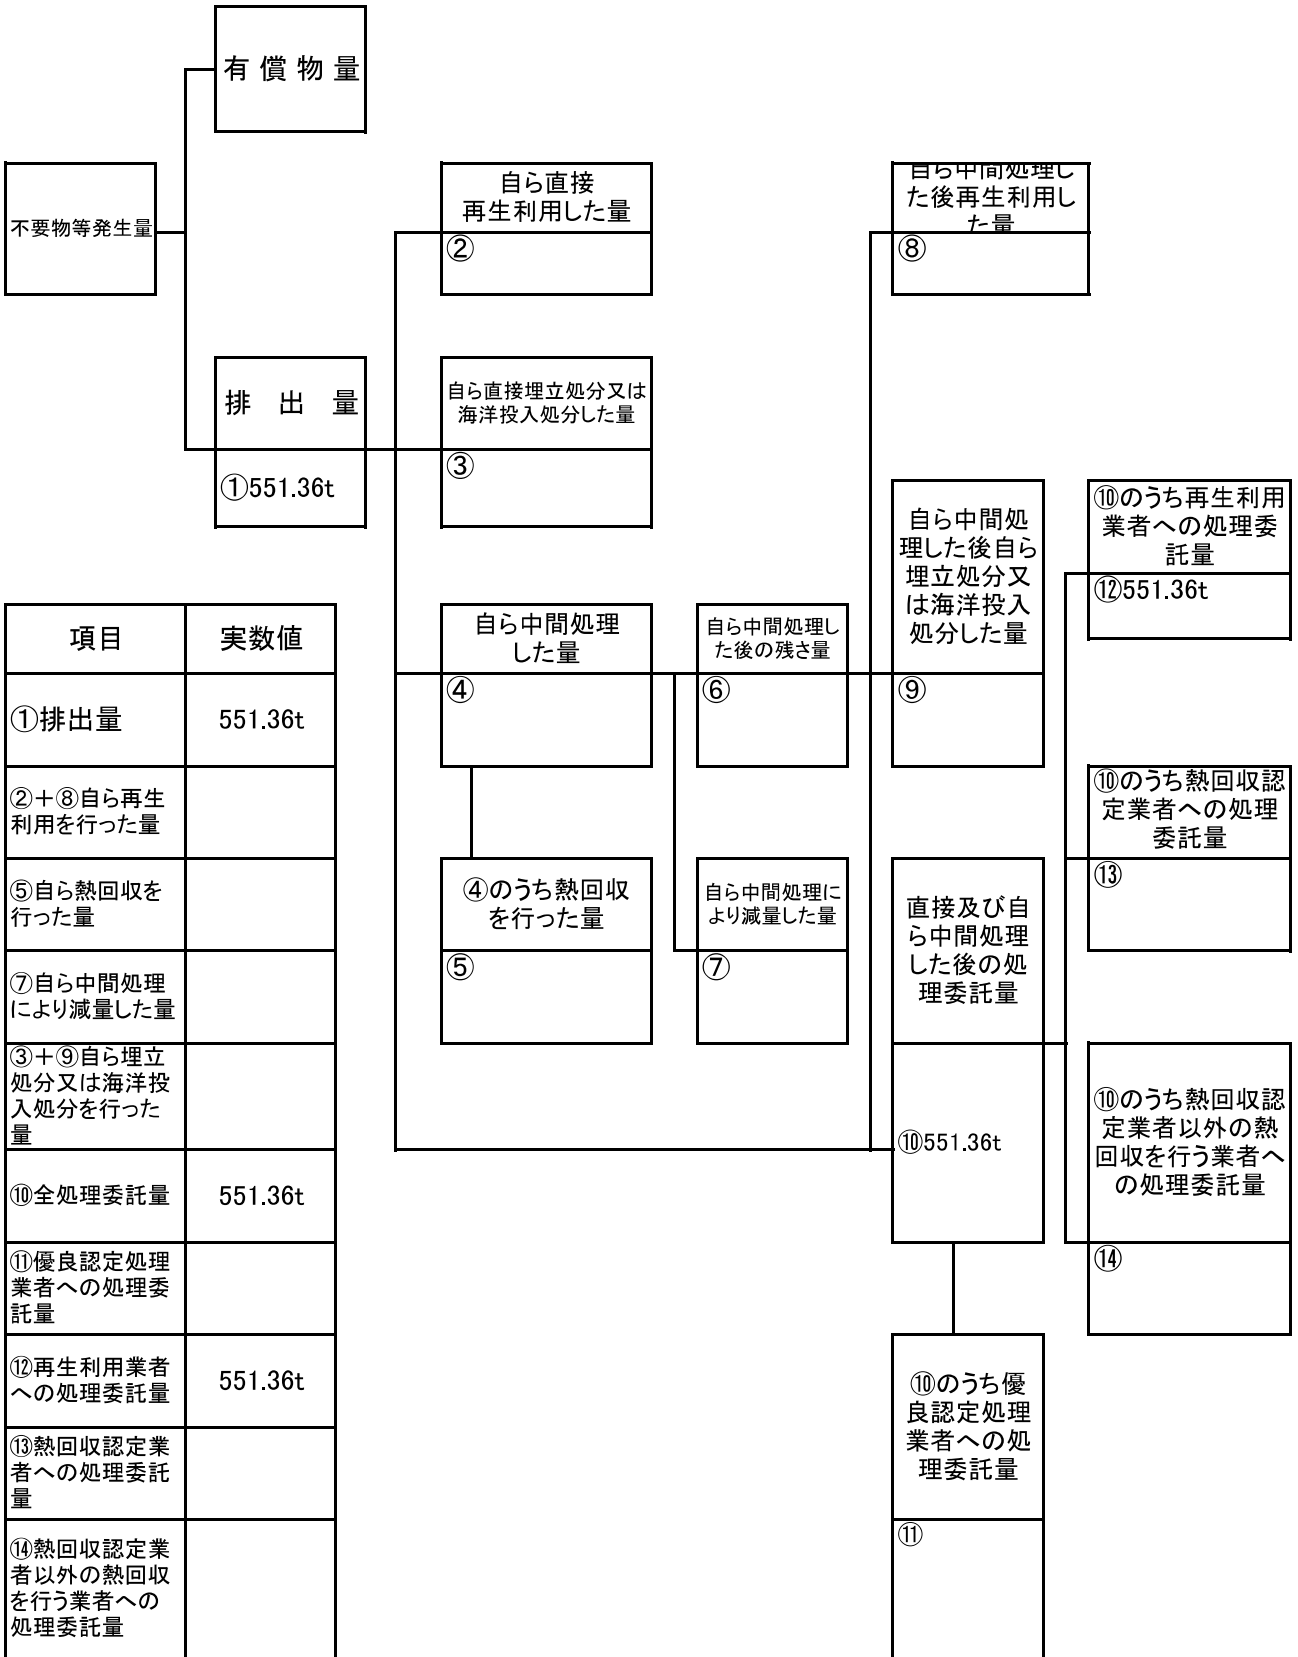 有償物量
不要物等発生量
自ら直接
再生利用した量
②
自ら中間処理し
た後再生利用し
た量
⑧
排出量
①551.36t
自ら直接埋立処分又は
海洋投入処分した量
③
自ら中間処
理した後自ら
埋立処分又
は海洋投入
処分した量
⑨
⑩のうち再生利用
業者への処理委
託量
⑫551.36t
自ら中間処理
した量
④
自ら中間処理し
た後の残さ量
⑥
⑩のうち熱回収認
定業者への処理
委託量
⑬
④のうち熱回収
を行った量
⑤
自ら中間処理に
より減量した量
⑦
直接及び自
ら中間処理
した後の処
理委託量
⑩551.36t
⑩のうち熱回収認
定業者以外の熱
回収を行う業者へ
の処理委託量
⑭
⑩のうち優
良認定処理
業者への処
理委託量
⑪
項目 実数値
①排出量 551.36t
②＋⑧自ら再生
利用を行った量
⑤自ら熱回収を
行った量
⑦自ら中間処理
により減量した量
③＋⑨自ら埋立
処分又は海洋投
入処分を行った
量
⑩全処理委託量 551.36t
⑪優良認定処理
業者への処理委
託量
⑫再生利用業者
への処理委託量 551.36t
⑬熱回収認定業
者への処理委託
量
⑭熱回収認定業
者以外の熱回収
を行う業者への
処理委託量